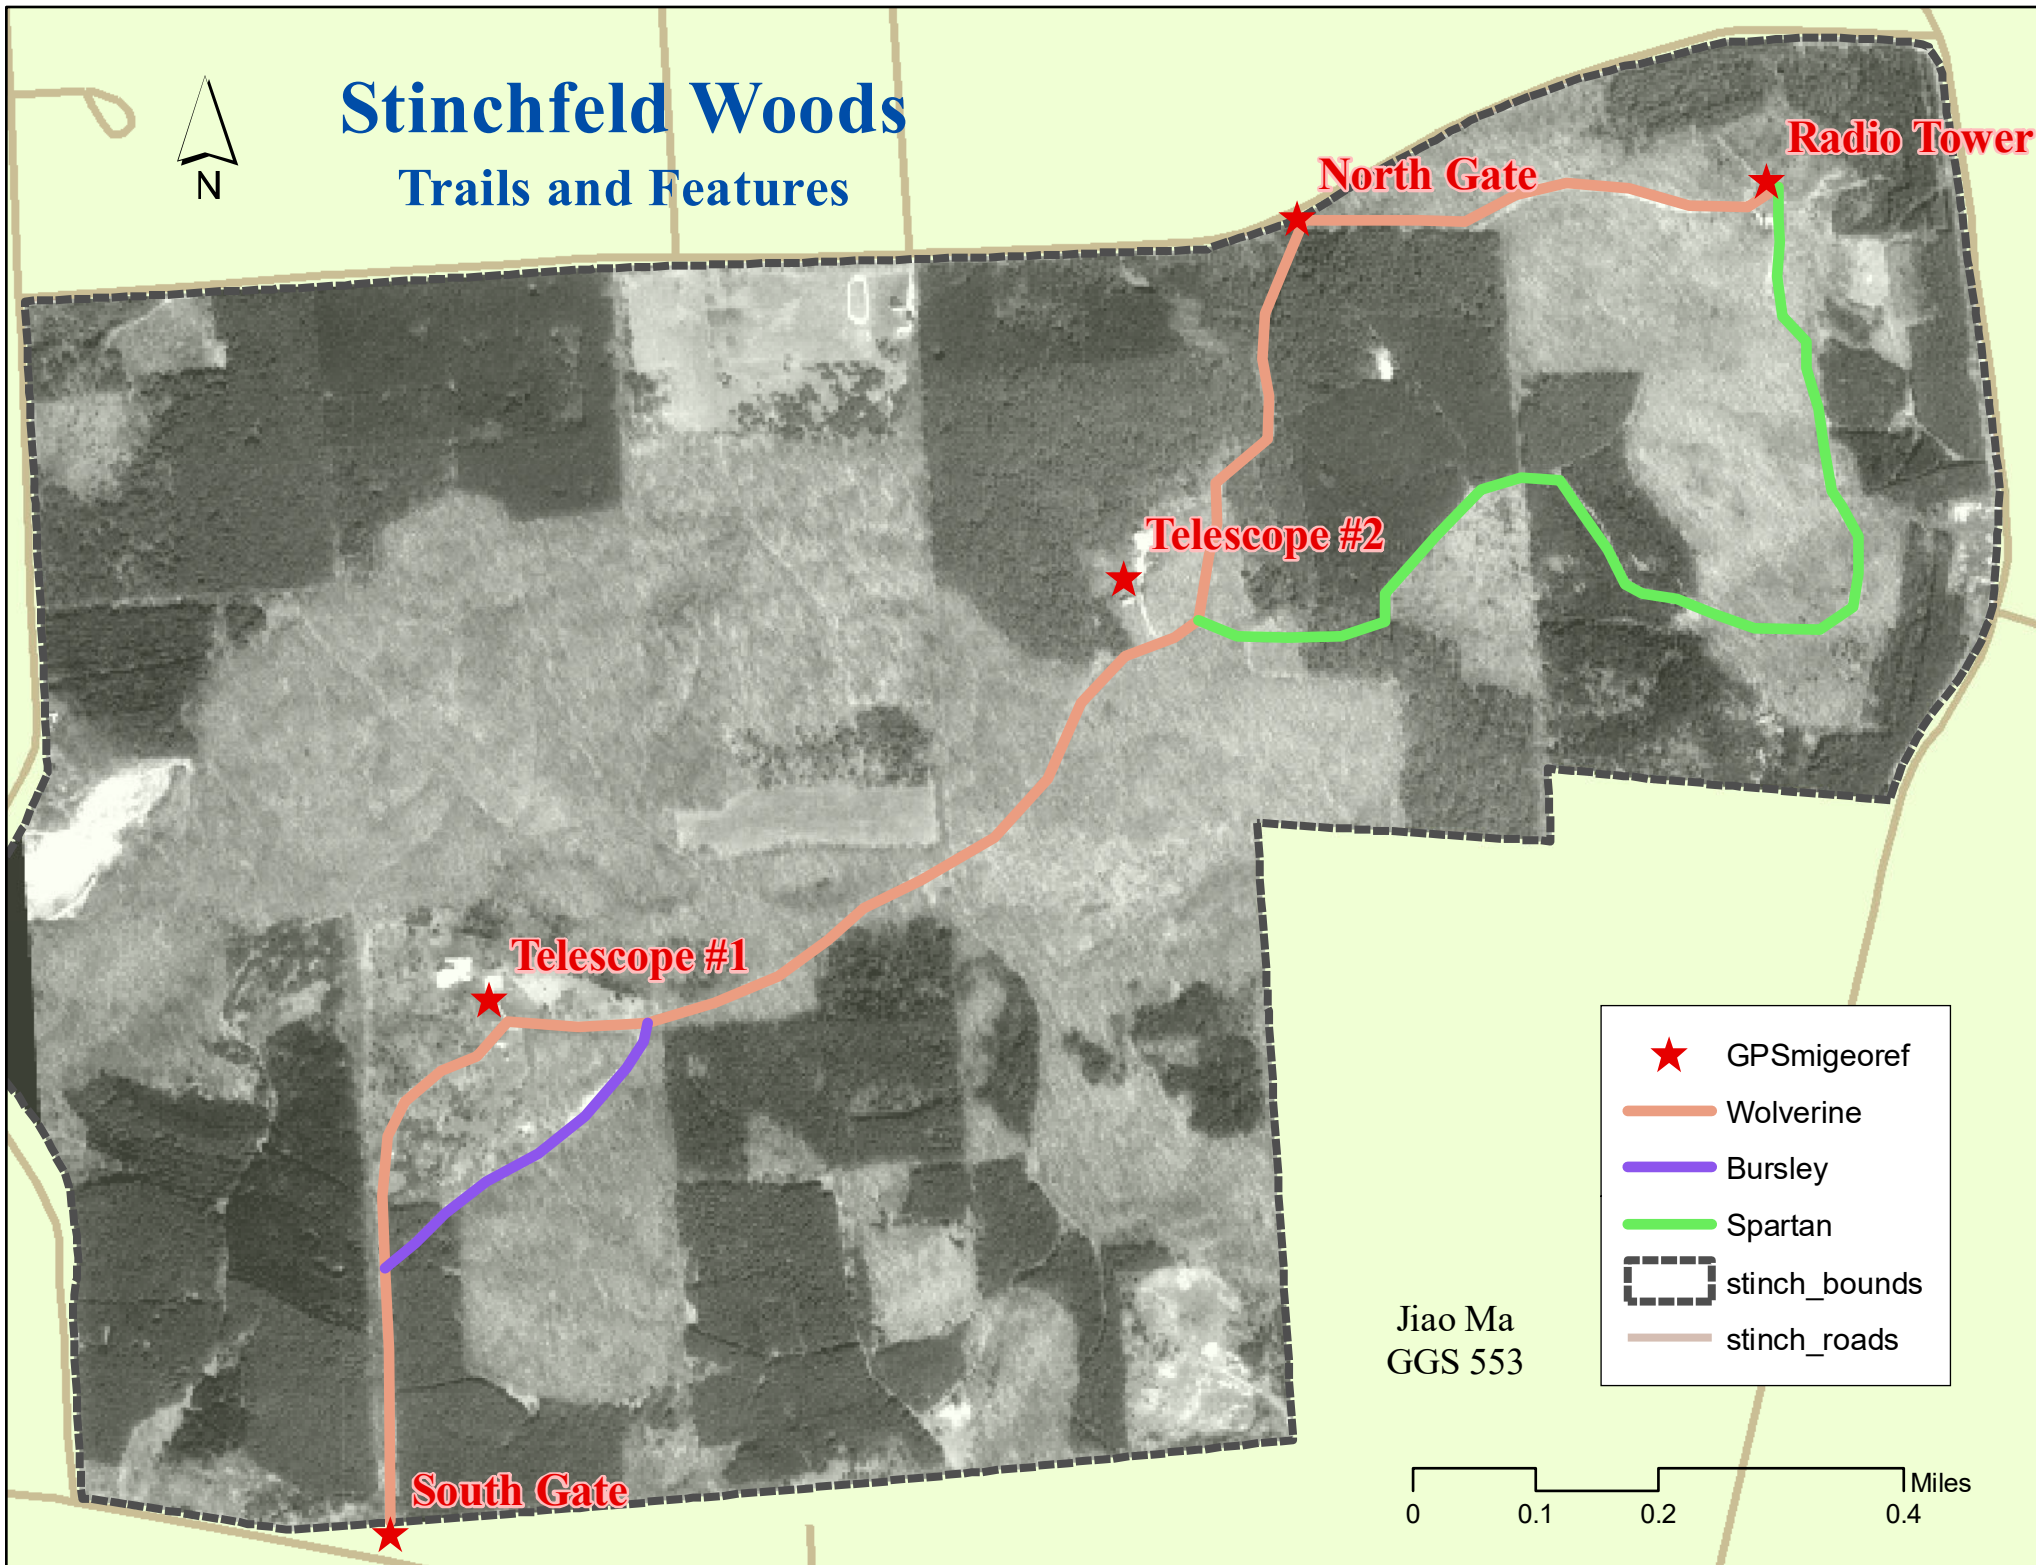 Stinchfeld Woods
Trails and Features
N
Radio Tower
North Gate
Telescope #2
Telescope #1
South Gate
GPSmigeoref
Wolverine
Bursley
Spartan
stinch_bounds
stinch_roads
Jiao Ma
GGS 553
Miles
0 0.1 0.2 0.4